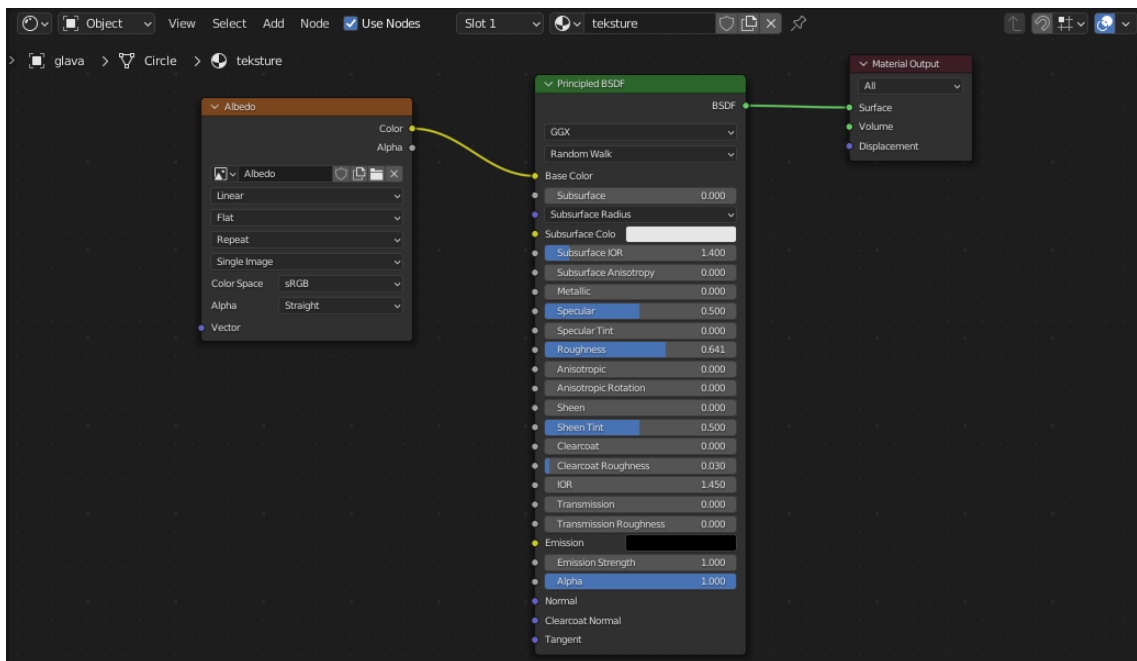 Object View Select Add Node Use Nodes Slot 1 teksture
glava > Circle > teksture
Albedo
Color
Alpha
Albedo
Linear
Flat
Repeat
Single Image
Color Space sRGB
Alpha Straight
Vector
Principled BSDF
BSDF
GGX
Random Walk
Base Color
Subsurface 0.000
Subsurface Radius
Subsurface Colo
Subsurface IOR 1.400
Subsurface Anisotropy 0.000
Metallic 0.000
Specular 0.500
Specular Tint 0.000
Roughness 0.641
Anisotropic 0.000
Anisotropic Rotation 0.000
Sheen 0.000
Sheen Tint 0.500
Clearcoat 0.000
Clearcoat Roughness 0.030
IOR 1.450
Transmission 0.000
Transmission Roughness 0.000
Emission
Emission Strength 1.000
Alpha 1.000
Normal
Clearcoat Normal
Tangent
Material Output
All
Surface
Volume
Displacement